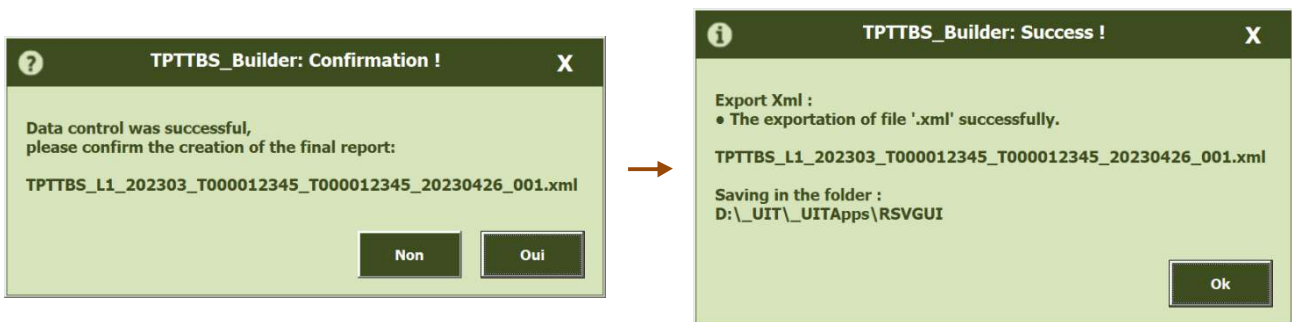 TPTTBS_Builder: Confirmation !
X
Data control was successful,
please confirm the creation of the final report:
TPTTBS_L1_202303_T000012345_T000012345_20230426_001.xml
Non
Oui
TPTTBS_Builder: Success !
X
Export Xml :
• The exportation of file '.xml' successfully.
TPTTBS_L1_202303_T000012345_T000012345_20230426_001.xml
Saving in the folder :
D:\_UIT\_UITApps\RSVGUI
Ok